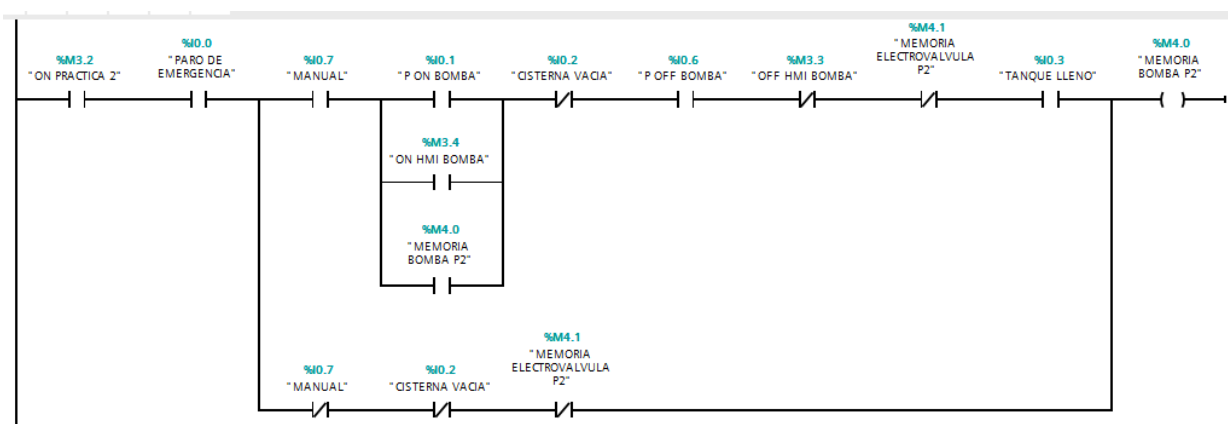 %M3.2
"ON PRACTICA 2"
%I0.0
"PARO DE
EMERGENCIA"
%I0.7
"MANUAL"
%I0.1
"P ON BOMBA"
%I0.2
"CISTERNA VACIA"
%I0.6
"P OFF BOMBA"
%M3.3
"OFF HMI BOMBA"
%M4.1
"MEMORIA
ELECTROVALVULA
P2"
%I0.3
"TANQUE LLENO"
%M4.0
"MEMORIA
BOMBA P2"
%M3.4
"ON HMI BOMBA"
%M4.0
"MEMORIA
BOMBA P2"
%I0.7
"MANUAL"
%I0.2
"CISTERNA VACIA"
%M4.1
"MEMORIA
ELECTROVALVULA
P2"